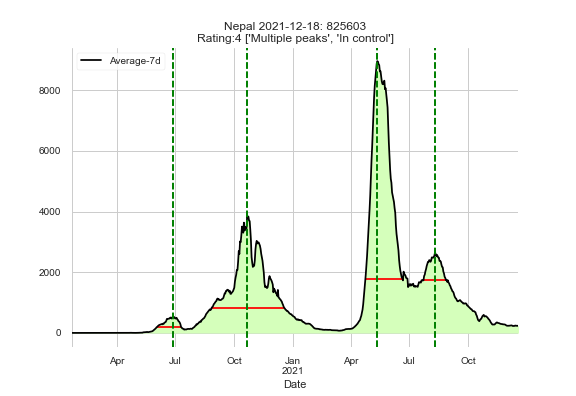 Nepal 2021-12-18: 825603
Rating:4 ['Multiple peaks', 'In control']
Average-7d
8000
6000
4000
2000
0
Apr
Jul
Oct
Jan
2021
Apr
Jul
Oct
Date